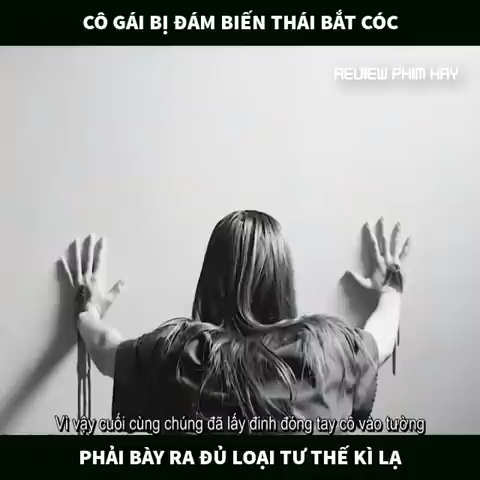 CÔ GÁI BỊ ĐÁM BIẾN THÁI BẮT CÓC
REVIEW PHIM HAY
Vì vậy cuối cùng chúng đã lấy đinh đóng tay cô vào tường
PHẢI BÀY RA ĐỦ LOẠI TƯ THẾ KÌ LẠ